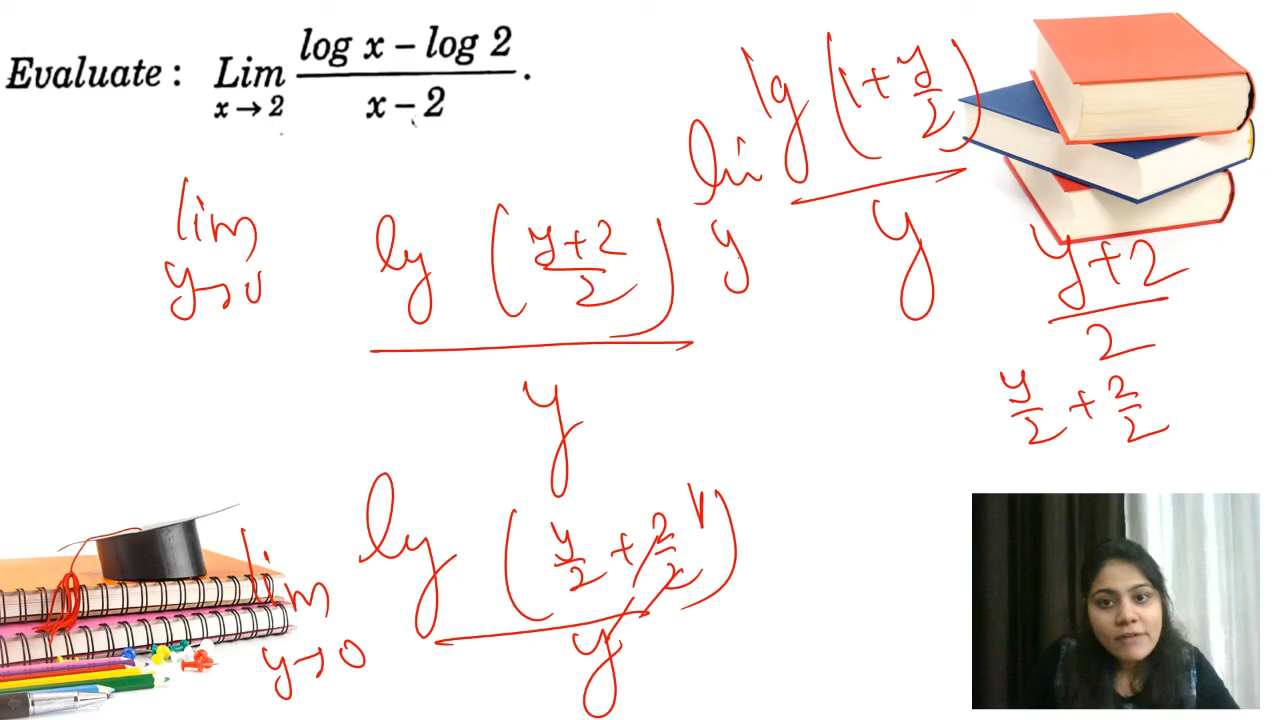 Evaluate : Lim x → 2 log x – log 2 / x – 2 .
lim y→0 log ( y+2 / 2 ) / y
lim y log ( 1 + y/2 ) / y
y+2 / 2
y/2 + 2/2
lim y→0 log ( y/2 + 2/2 1 ) / y